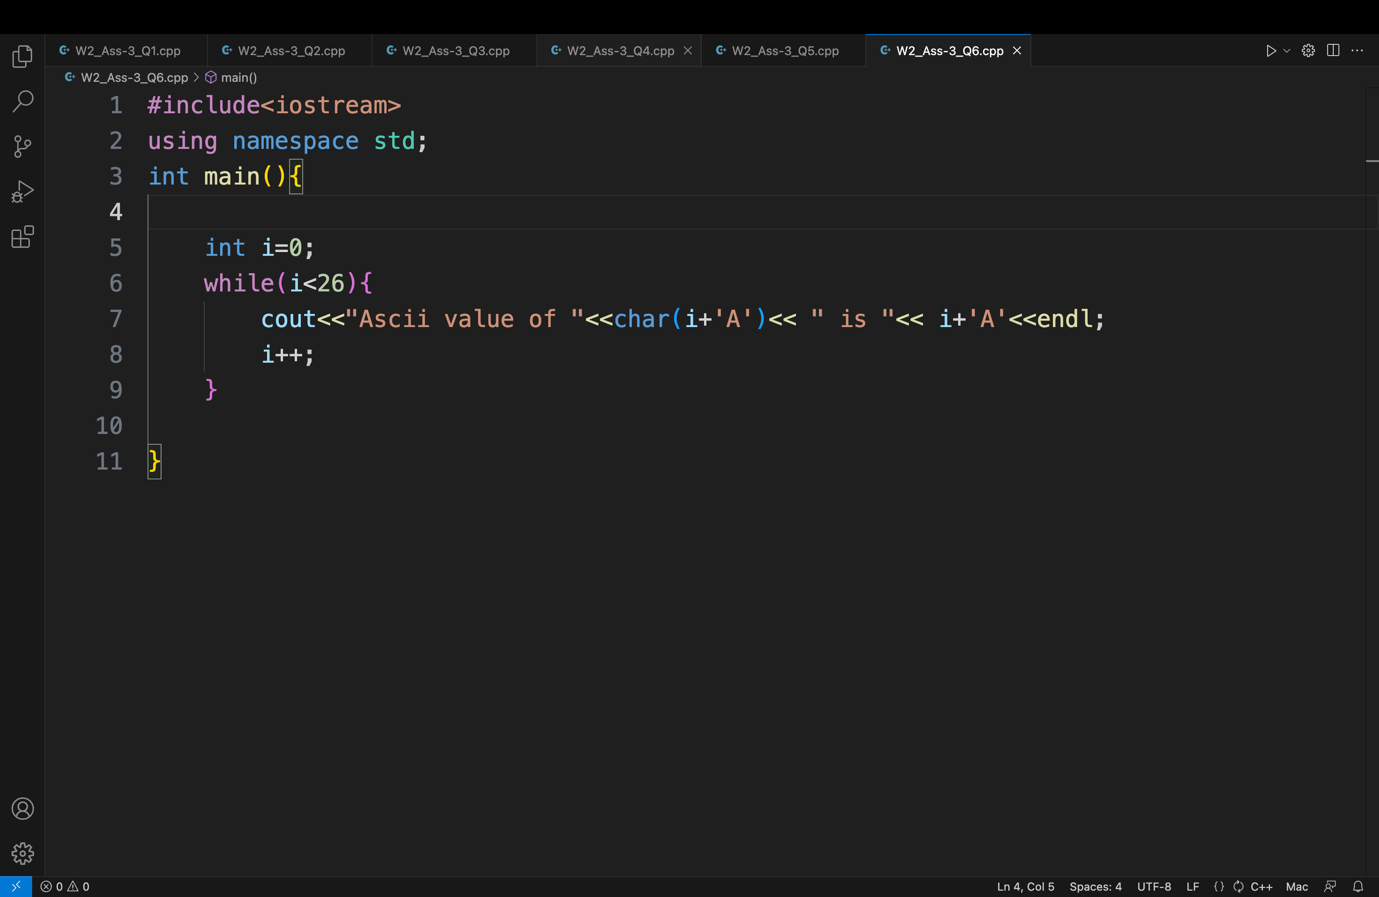 W2_Ass-3_Q1.cpp W2_Ass-3_Q2.cpp W2_Ass-3_Q3.cpp W2_Ass-3_Q4.cpp W2_Ass-3_Q5.cpp W2_Ass-3_Q6.cpp
W2_Ass-3_Q6.cpp > main()
1 #include<iostream>
2 using namespace std;
3 int main(){
4
5     int i=0;
6     while(i<26){
7         cout<<"Ascii value of "<<char(i+'A')<< " is "<< i+'A'<<endl;
8         i++;
9     }
10
11 }
0 0 Ln 4, Col 5 Spaces: 4 UTF-8 LF {} C++ Mac